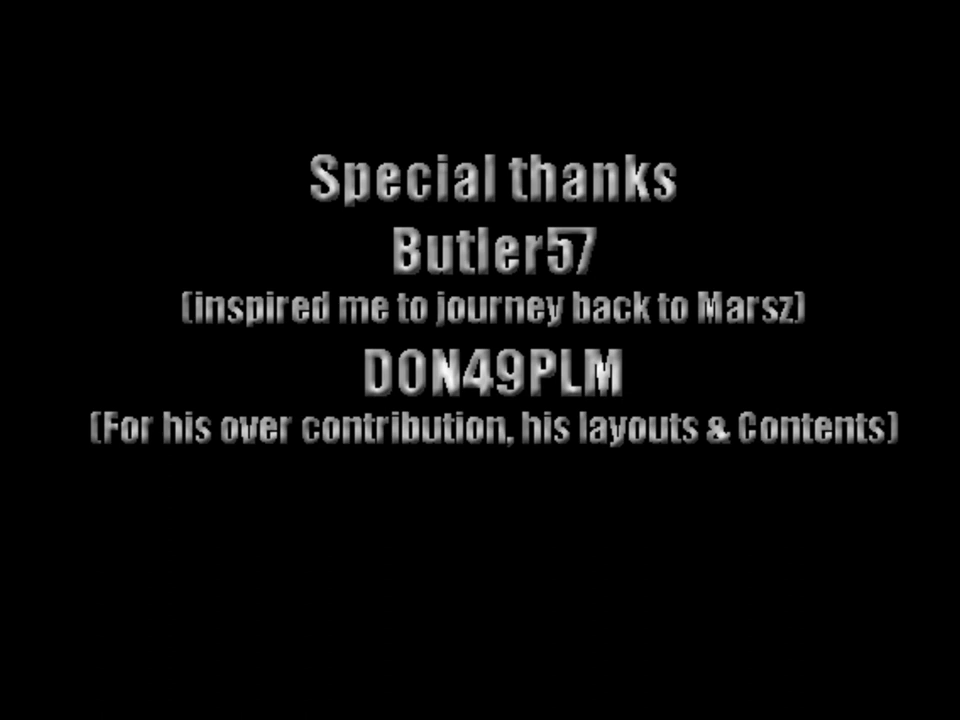 Special thanks
Butler57
(inspired me to journey back to Marsz)
DON49PLM
(For his over contribution, his layouts & Contents)